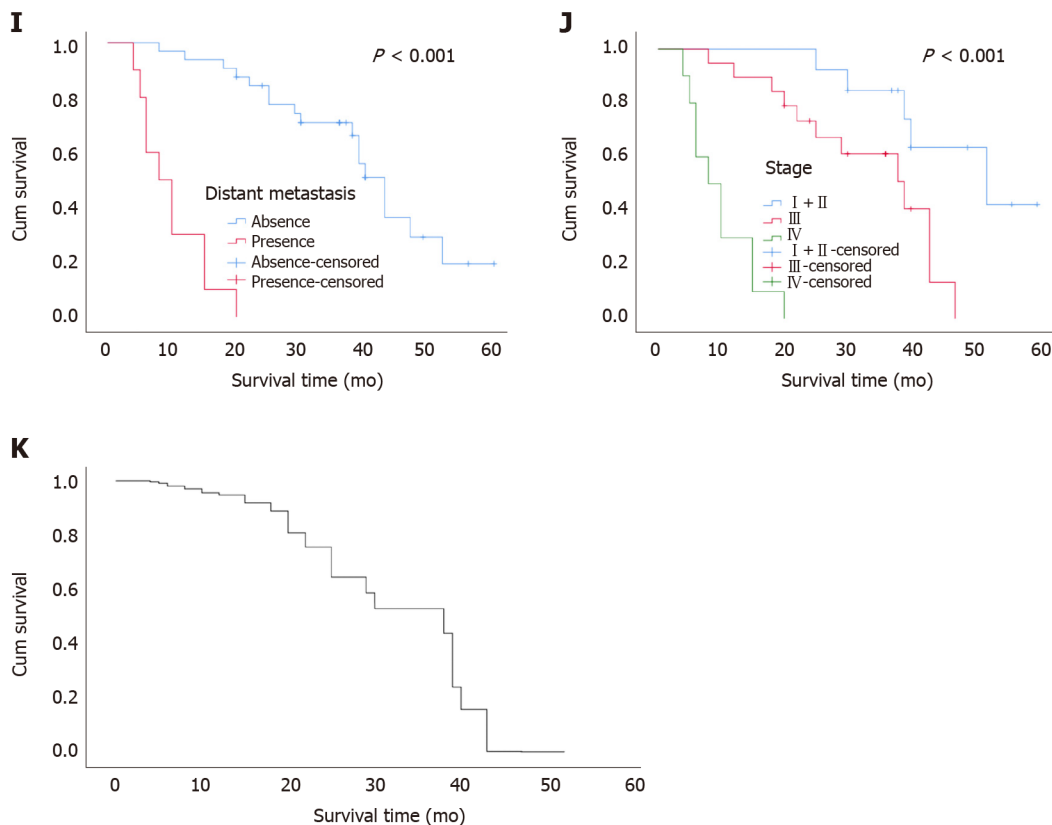 I
1.0
0.8
0.6
0.4
0.2
0.0
Cum survival
P < 0.001
Distant metastasis
Absence
Presence
Absence-censored
Presence-censored
0 10 20 30 40 50 60
Survival time (mo)
J
1.0
0.8
0.6
0.4
0.2
0.0
Cum survival
P < 0.001
Stage
Ⅰ + Ⅱ
Ⅲ
Ⅳ
Ⅰ + Ⅱ-censored
Ⅲ-censored
Ⅳ-censored
0 10 20 30 40 50 60
Survival time (mo)
K
1.0
0.8
0.6
0.4
0.2
0.0
Cum survival
0 10 20 30 40 50 60
Survival time (mo)